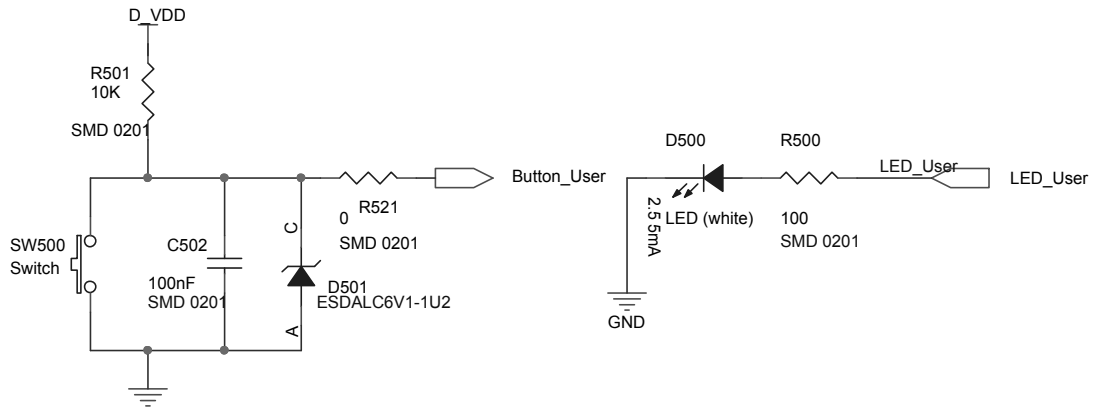 D_VDD
R501
10K
SMD 0201
Button_User
R521
0
SMD 0201
SW500
Switch
C502
100nF
SMD 0201
C
D501
ESDALC6V1-1U2
A
D500
R500
LED_User
LED_User
LED (white)
2.5 5mA
100
SMD 0201
GND